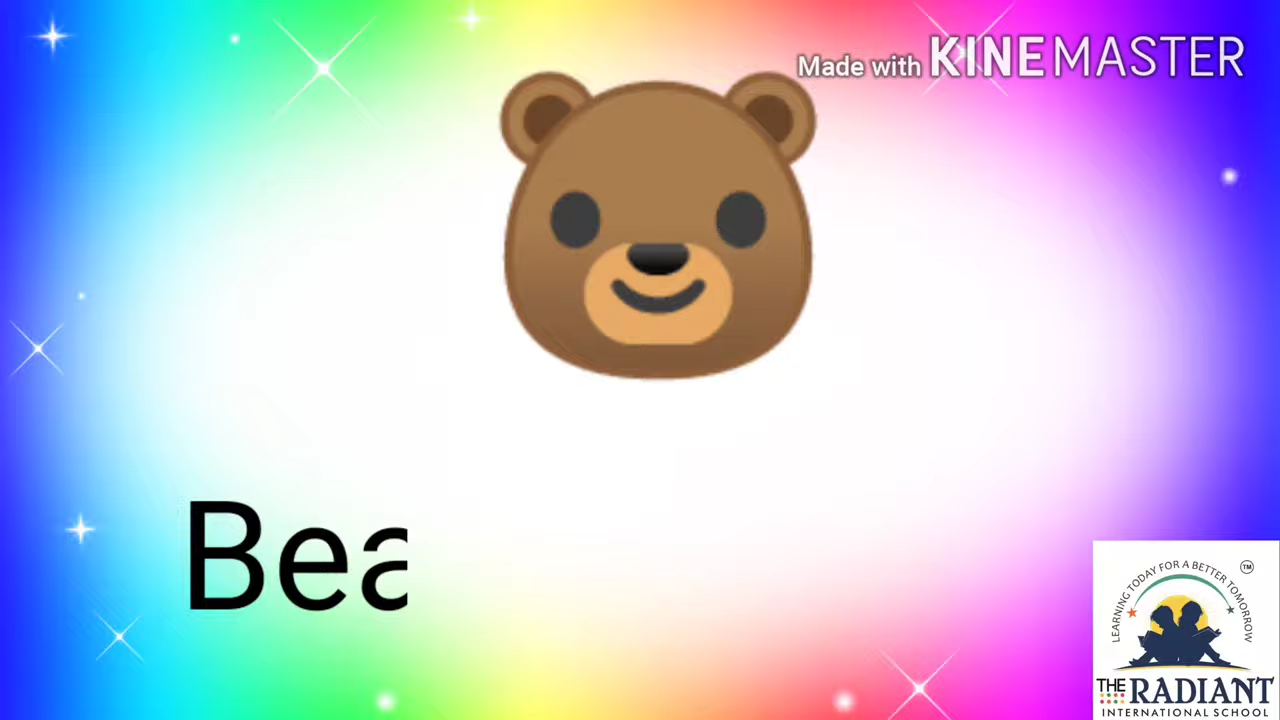 Made with KINEMASTER
Bea
LEARNING TODAY FOR A BETTER TOMORROW
TM
THE RADIANT
INTERNATIONAL SCHOOL